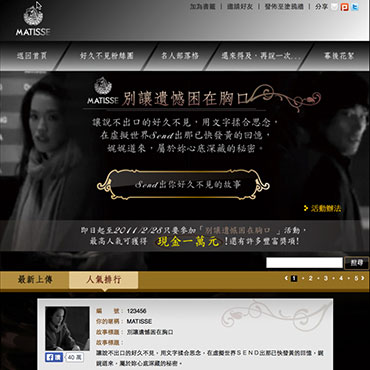 加為書籤 | 邀請好友 | 發佈至塗鴉牆 | 分享
MATISSE
返回首頁
好久不見粉絲團
名人部落格
還來得及，再說一次...
幕後花絮
MATISSE 別讓遺憾困在胸口
讓說不出口的好久不見，用文字揉合思念，
在虛擬世界Send出那已快發黃的回憶，
娓娓道來，屬於妳心底深藏的秘密。
Send出你好久不見的故事
活動辦法
即日起至2011/2/28只要參加「別讓遺憾困在胸口」活動，
最高人氣可獲得 現金一萬元！還有許多豐富獎項！
搜尋
1 · 2 · 3 · 4 · 5
最新上傳
人氣排行
編 號： 123456
你的暱稱： MATISSE
故事標題： 別讓遺憾困在胸口
故事標題：
讓說不出口的好久不見，用文字揉合思念，在虛擬世界SEND出那已快發黃的回憶，娓
娓道來，屬於妳心底深藏的秘密。
讚 40 萬